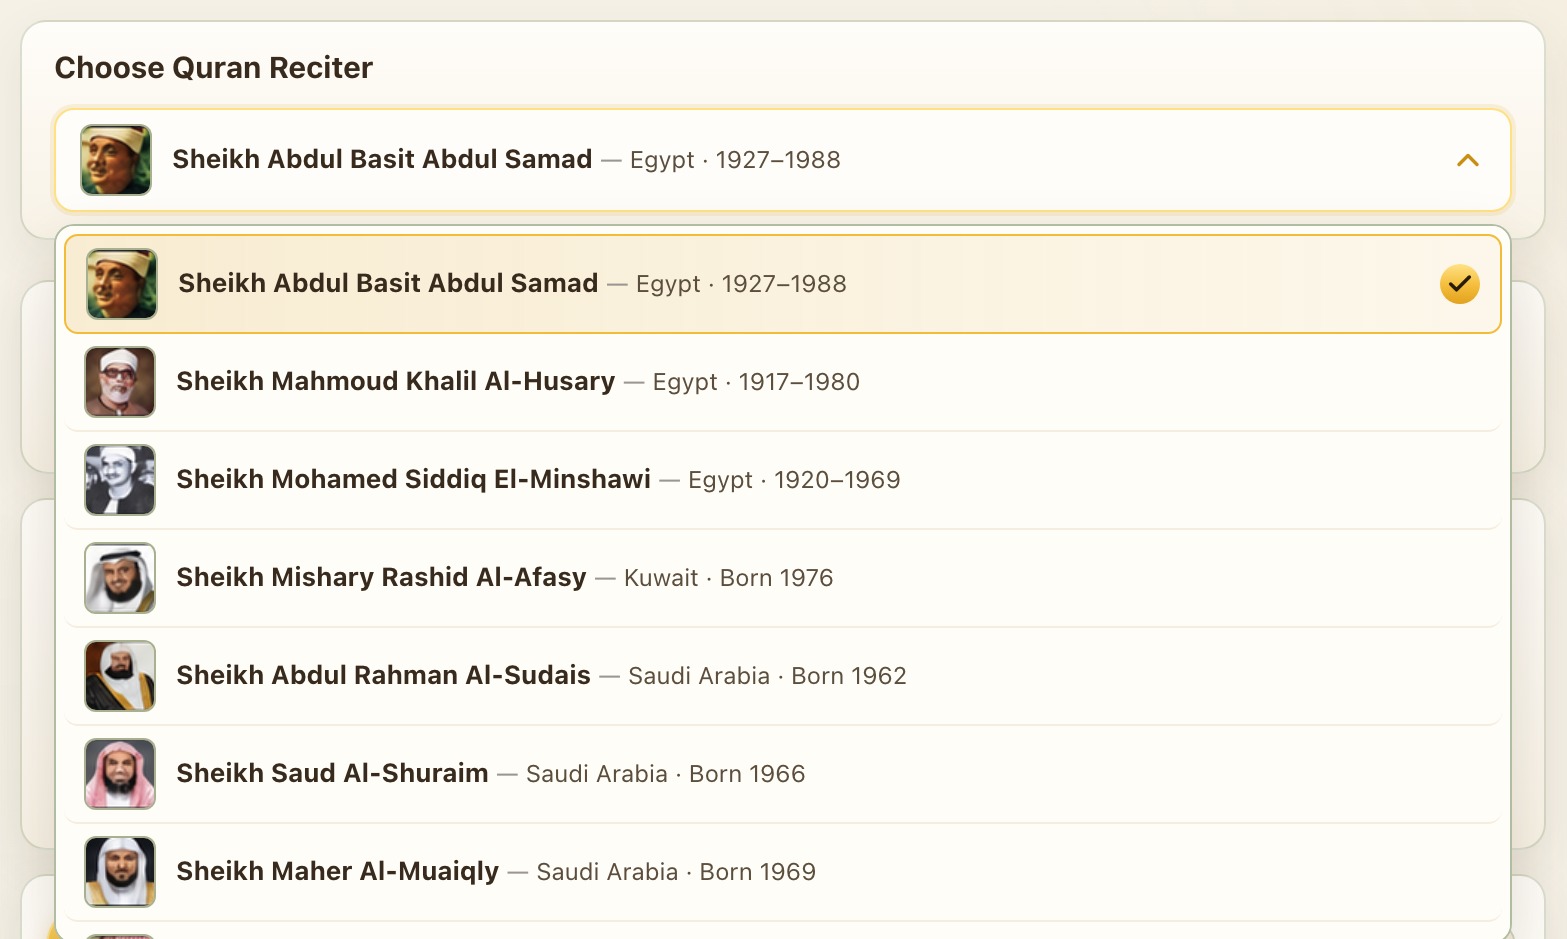 Choose Quran Reciter
Sheikh Abdul Basit Abdul Samad — Egypt · 1927–1988
Sheikh Abdul Basit Abdul Samad — Egypt · 1927–1988
Sheikh Mahmoud Khalil Al-Husary — Egypt · 1917–1980
Sheikh Mohamed Siddiq El-Minshawi — Egypt · 1920–1969
Sheikh Mishary Rashid Al-Afasy — Kuwait · Born 1976
Sheikh Abdul Rahman Al-Sudais — Saudi Arabia · Born 1962
Sheikh Saud Al-Shuraim — Saudi Arabia · Born 1966
Sheikh Maher Al-Muaiqly — Saudi Arabia · Born 1969